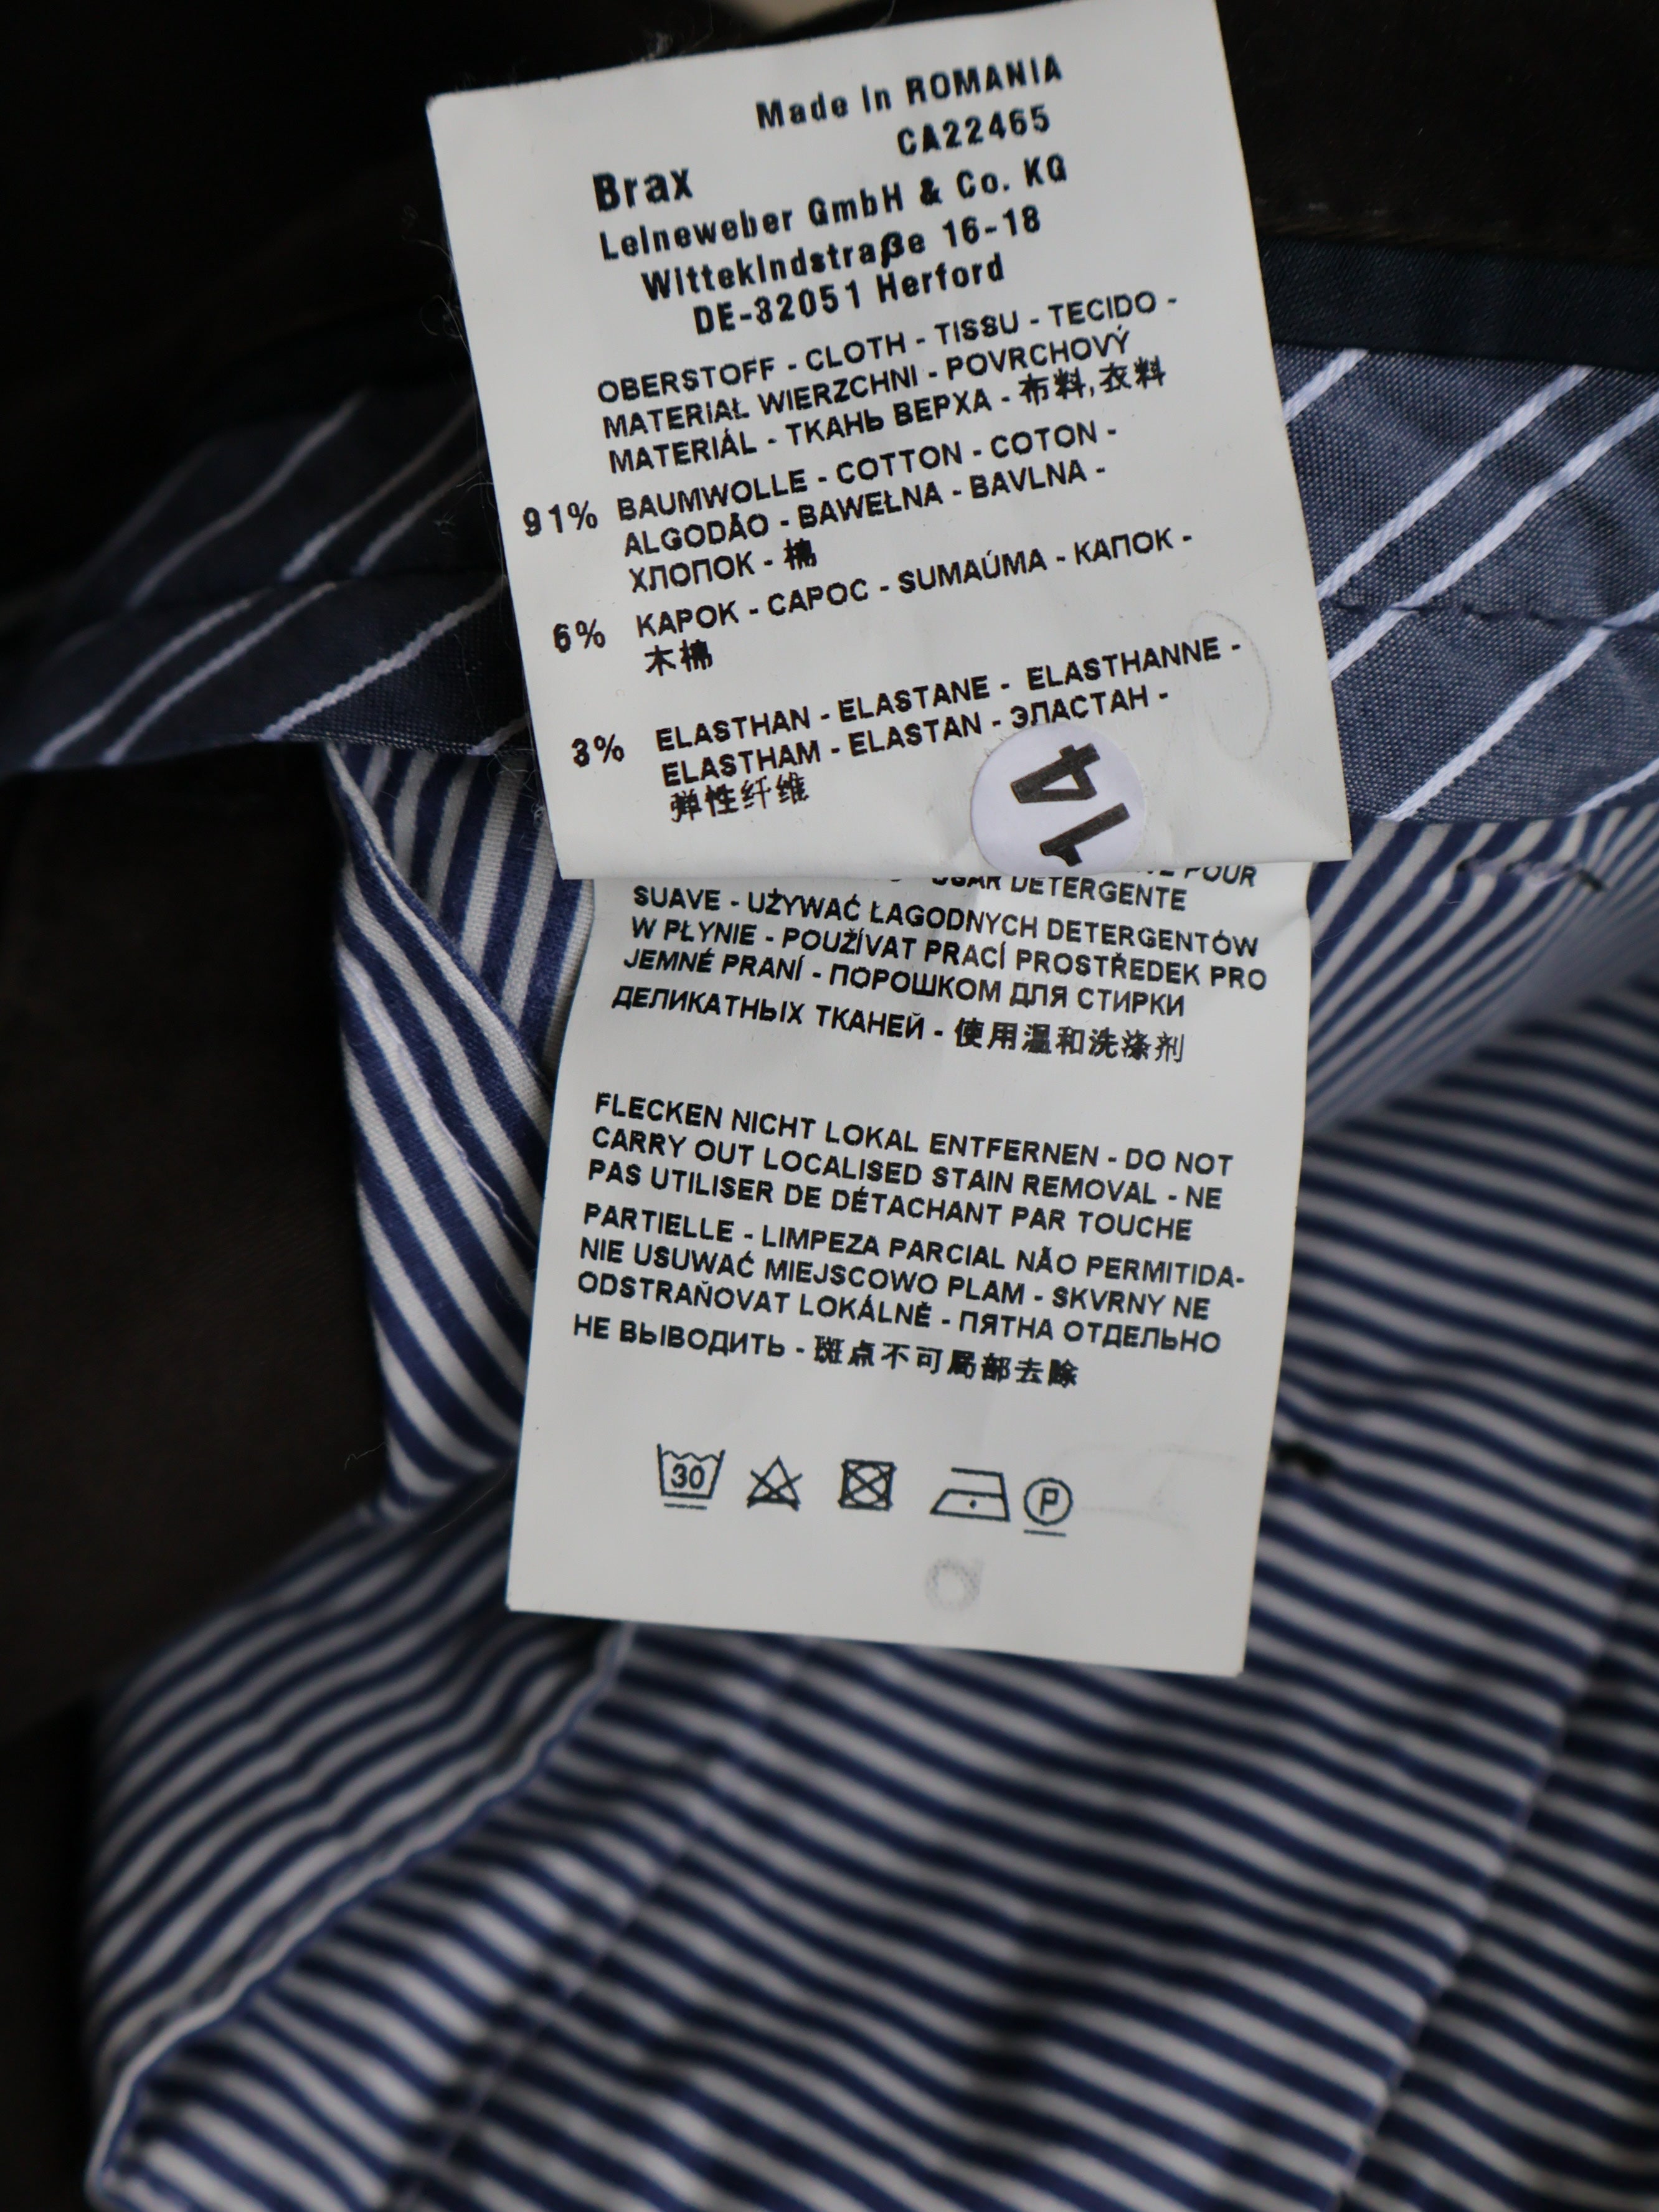 Made in ROMANIA
CA22465
Brax
Leineweber GmbH & Co. KG
Wittekindstraße 16-18
DE-32051 Herford
OBERSTOFF - CLOTH - TISSU - TECIDO -
MATERIAŁ WIERZCHNI - POVRCHOVÝ
MATERIÁL - ТКАНЬ ВЕРХА - 布料,衣料
91% BAUMWOLLE - COTTON - COTON -
ALGODÃO - BAWEŁNA - BAVLNA -
ХЛОПОК - 棉
6% KAPOK - CAPOC - SUMAÚMA - КАПОК -
木棉
3% ELASTHAN - ELASTANE - ELASTHANNE -
ELASTHAM - ELASTAN - ЭЛАСТАН -
弹性纤维
14
POUR
USAR DETERGENTE
SUAVE - UŻYWAĆ ŁAGODNYCH DETERGENTÓW
W PŁYNIE - POUŽÍVAT PRACÍ PROSTŘEDEK PRO
JEMNÉ PRANÍ - ПОРОШКОМ ДЛЯ СТИРКИ
ДЕЛИКАТНЫХ ТКАНЕЙ - 使用温和洗涤剂
FLECKEN NICHT LOKAL ENTFERNEN - DO NOT
CARRY OUT LOCALISED STAIN REMOVAL - NE
PAS UTILISER DE DÉTACHANT PAR TOUCHE
PARTIELLE - LIMPEZA PARCIAL NÃO PERMITIDA-
NIE USUWAĆ MIEJSCOWO PLAM - SKVRNY NE
ODSTRAŇOVAT LOKÁLNĚ - ПЯТНА ОТДЕЛЬНО
НЕ ВЫВОДИТЬ - 斑点不可局部去除
30 P